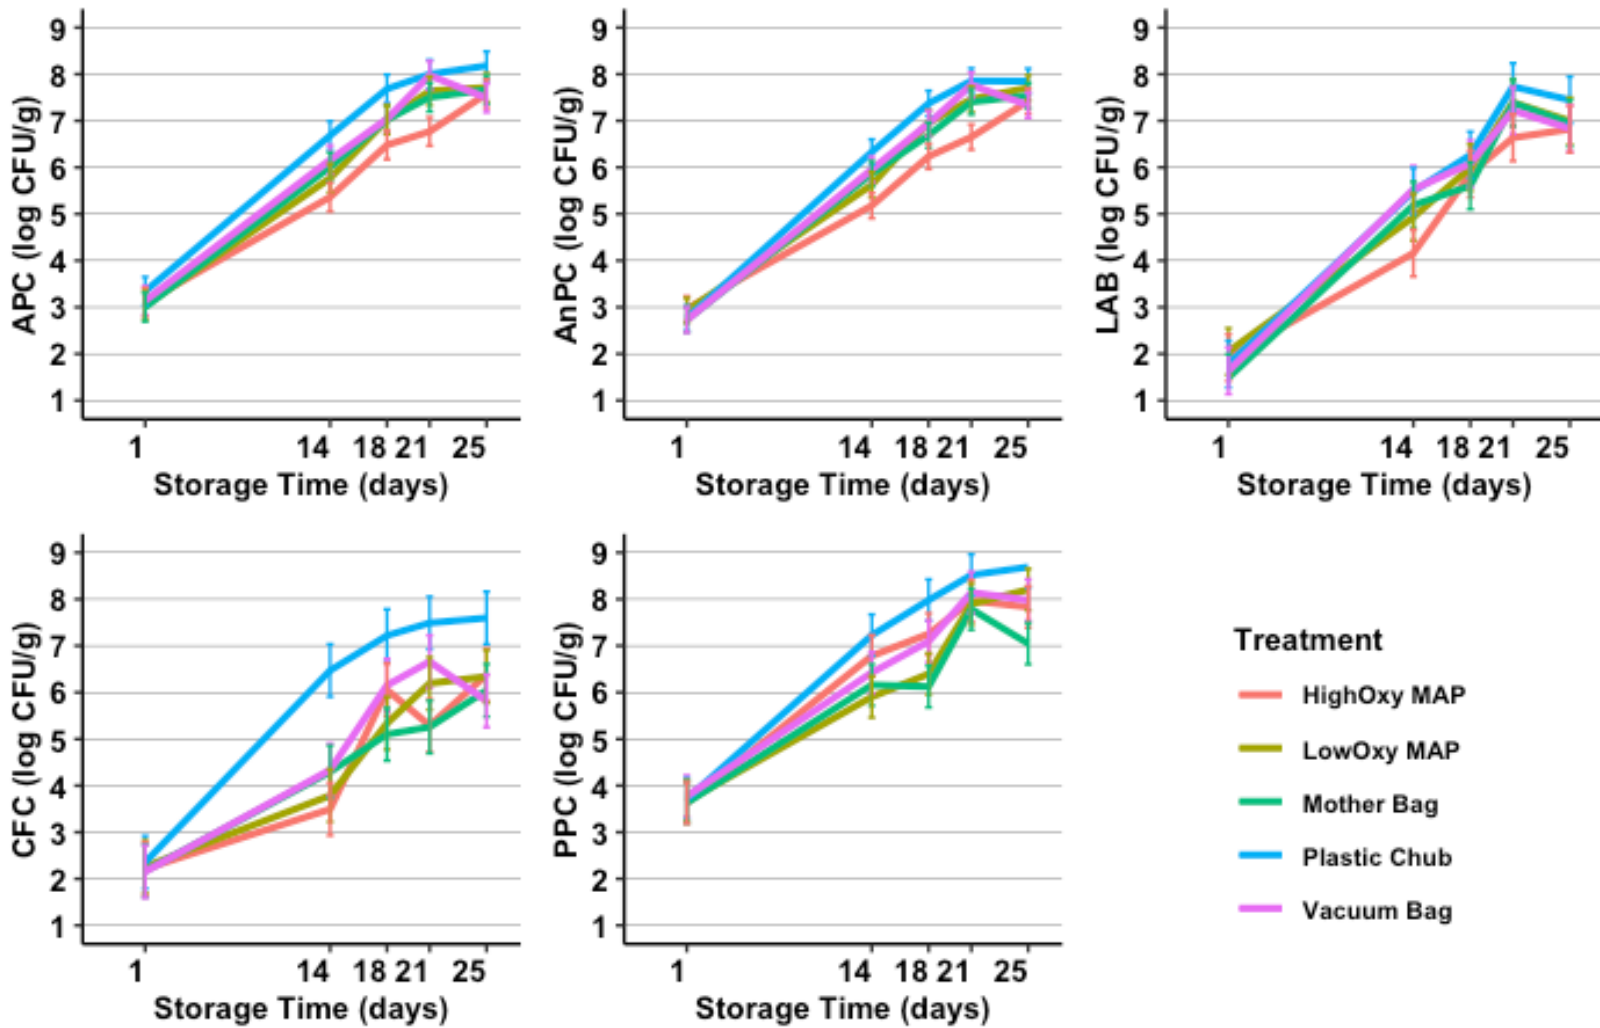 APC (log CFU/g)
9
8
7
6
5
4
3
2
1
1 14 18 21 25
Storage Time (days)
AnPC (log CFU/g)
9
8
7
6
5
4
3
2
1
1 14 18 21 25
Storage Time (days)
LAB (log CFU/g)
9
8
7
6
5
4
3
2
1
1 14 18 21 25
Storage Time (days)
CFC (log CFU/g)
9
8
7
6
5
4
3
2
1
1 14 18 21 25
Storage Time (days)
PPC (log CFU/g)
9
8
7
6
5
4
3
2
1
1 14 18 21 25
Storage Time (days)
Treatment
HighOxy MAP
LowOxy MAP
Mother Bag
Plastic Chub
Vacuum Bag